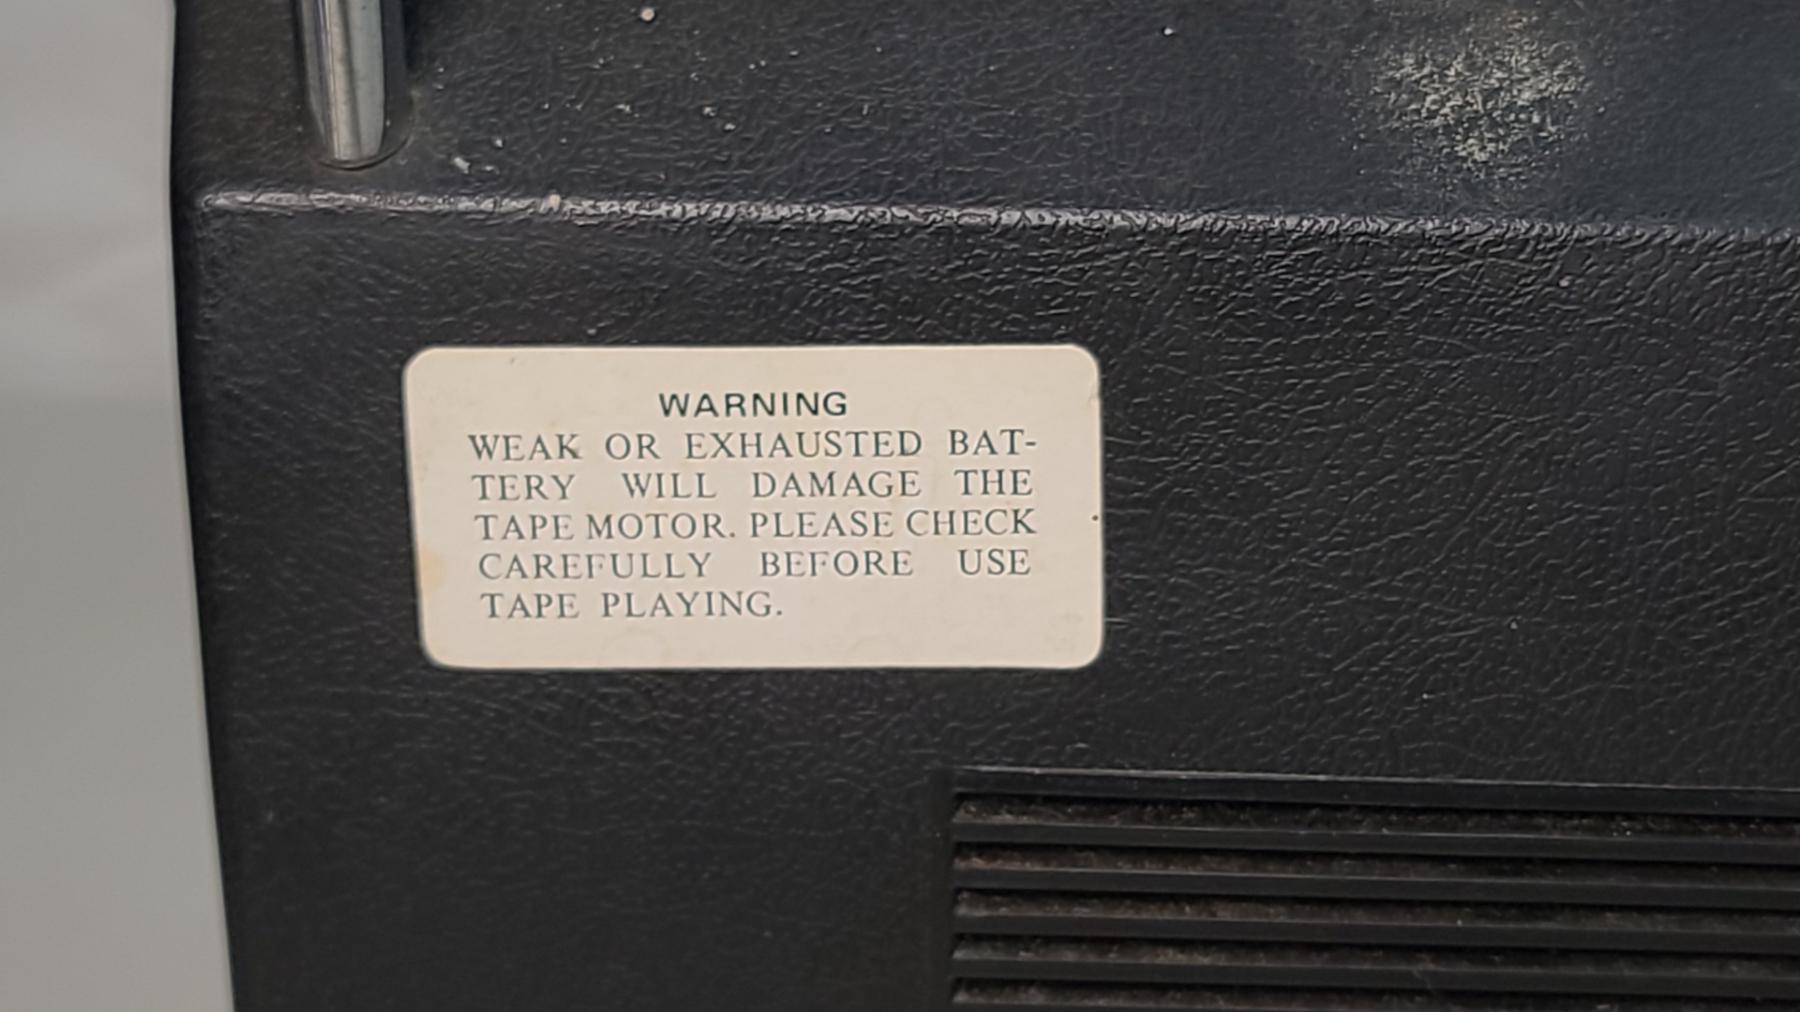 WARNING
WEAK OR EXHAUSTED BAT-
TERY WILL DAMAGE THE
TAPE MOTOR. PLEASE CHECK
CAREFULLY BEFORE USE
TAPE PLAYING.